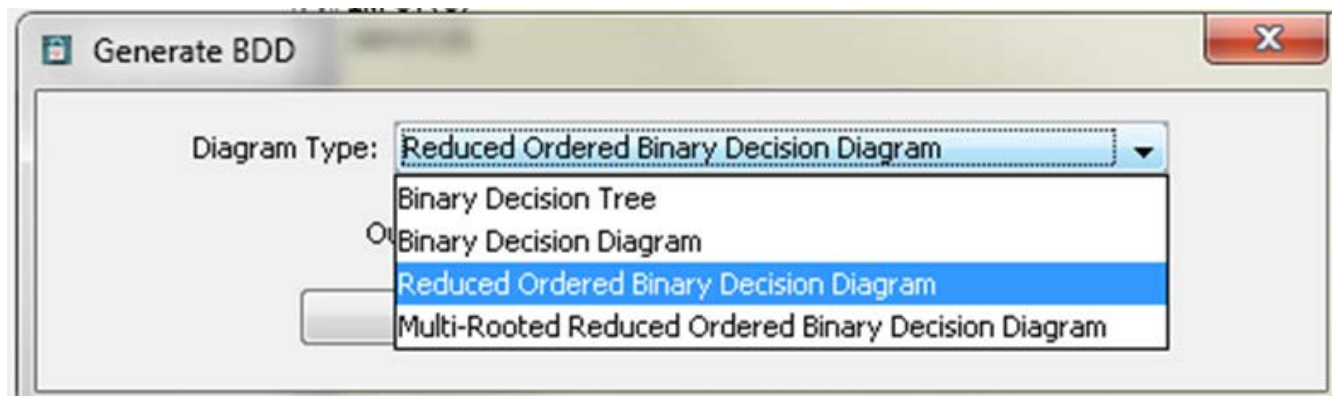 Generate BDD
Diagram Type: Reduced Ordered Binary Decision Diagram
Binary Decision Tree
Binary Decision Diagram
Reduced Ordered Binary Decision Diagram
Multi-Rooted Reduced Ordered Binary Decision Diagram